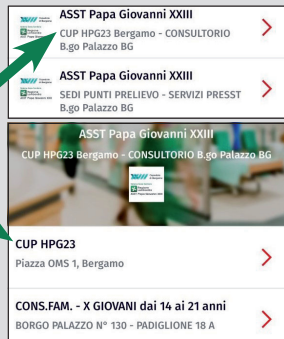 ASST Papa Giovanni XXIII
CUP HPG23 Bergamo - CONSULTORIO
B.go Palazzo BG
ASST Papa Giovanni XXIII
SEDI PUNTI PRELIEVO - SERVIZI PRESST
B.go Palazzo BG
ASST Papa Giovanni XXIII
CUP HPG23 Bergamo - CONSULTORIO B.go Palazzo BG
CUP HPG23
Piazza OMS 1, Bergamo
CONS.FAM. - X GIOVANI dai 14 ai 21 anni
BORGO PALAZZO N° 130 - PADIGLIONE 18 A